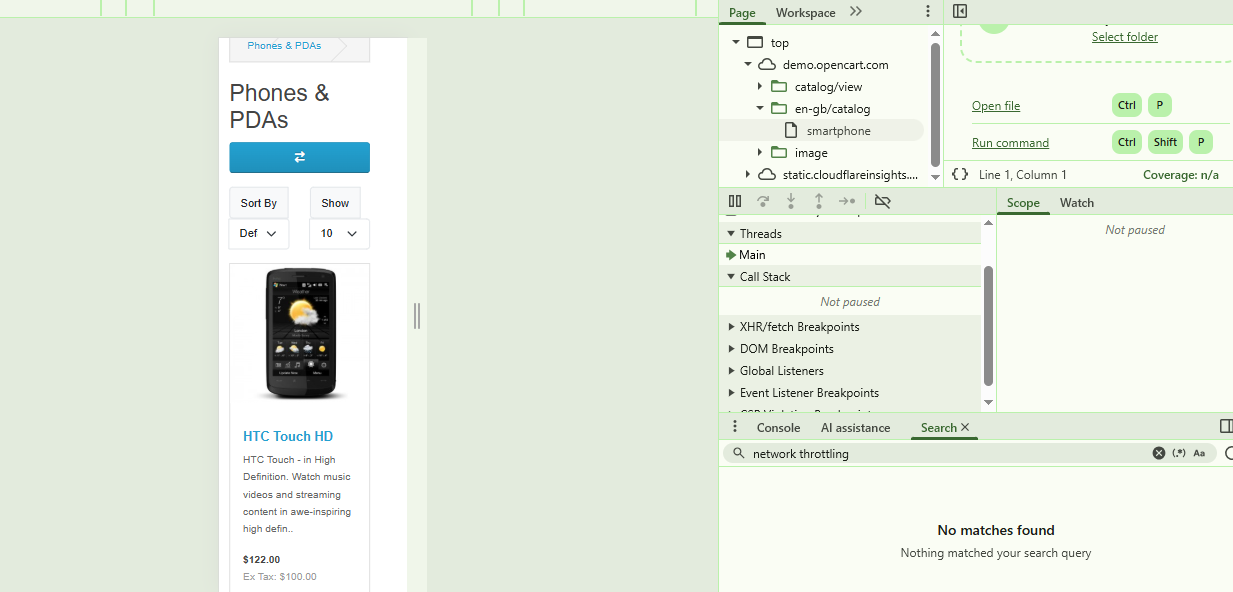 Phones & PDAs
Phones &
PDAs
Sort By
Show
Def
10
HTC Touch HD
HTC Touch - in High
Definition. Watch music
videos and streaming
content in awe-inspiring
high defin..
$122.00
Ex Tax: $100.00
Page
Workspace
top
demo.opencart.com
catalog/view
en-gb/catalog
smartphone
image
static.cloudflareinsights....
Select folder
Open file
Ctrl
P
Run command
Ctrl
Shift
P
{ } Line 1, Column 1
Coverage: n/a
Scope
Watch
Not paused
Threads
Main
Call Stack
Not paused
XHR/fetch Breakpoints
DOM Breakpoints
Global Listeners
Event Listener Breakpoints
Console
AI assistance
Search
network throttling
(.*)
Aa
No matches found
Nothing matched your search query